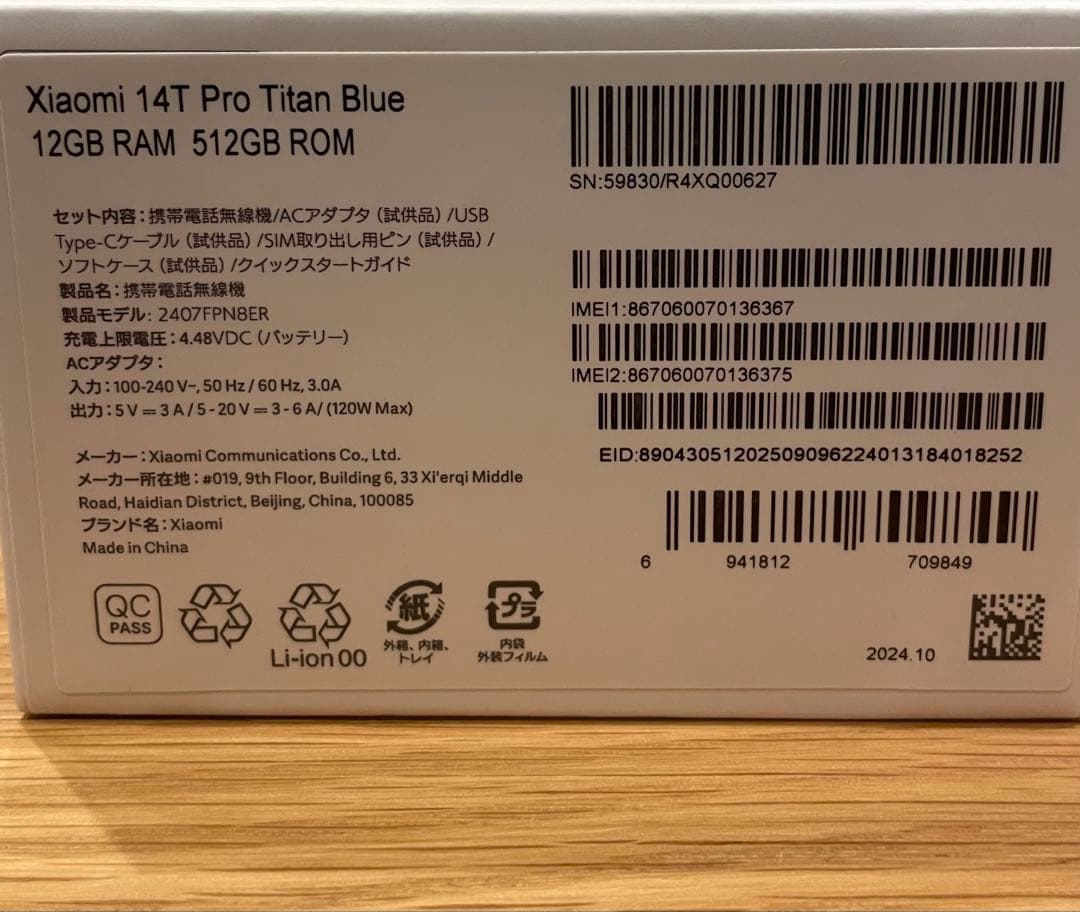 Xiaomi 14T Pro Titan Blue
12GB RAM 512GB ROM
セット内容：携帯電話無線機/ACアダプタ（試供品）/USB
Type-Cケーブル（試供品）/SIM取り出し用ピン（試供品）/
ソフトケース（試供品）/クイックスタートガイド
製品名：携帯電話無線機
製品モデル: 2407FPN8ER
充電上限電圧：4.48VDC（バッテリー）
ACアダプタ：
入力：100-240 V~, 50 Hz / 60 Hz, 3.0A
出力：5 V ⎓ 3 A / 5 - 20 V ⎓ 3 - 6 A/ (120W Max)
メーカー：Xiaomi Communications Co., Ltd.
メーカー所在地：#019, 9th Floor, Building 6, 33 Xi'erqi Middle
Road, Haidian District, Beijing, China, 100085
ブランド名：Xiaomi
Made in China
QC
PASS
Li-ion 00
紙
外箱、内箱、
トレイ
プラ
内袋
外装フィルム
SN:59830/R4XQ00627
IMEI1:867060070136367
IMEI2:867060070136375
EID:89043051202509096224013184018252
6 941812 709849
2024.10